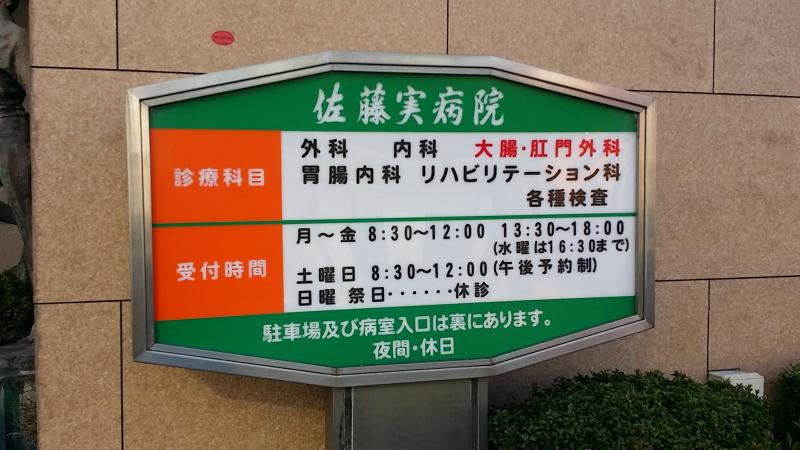 佐藤実病院
診療科目
外科 内科 大腸・肛門外科
胃腸内科 リハビリテーション科
各種検査
受付時間
月～金 8:30～12:00 13:30～18:00
(水曜は16:30まで)
土曜日 8:30～12:00(午後予約制)
日曜 祭日・・・・・・休診
駐車場及び病室入口は裏にあります。
夜間・休日